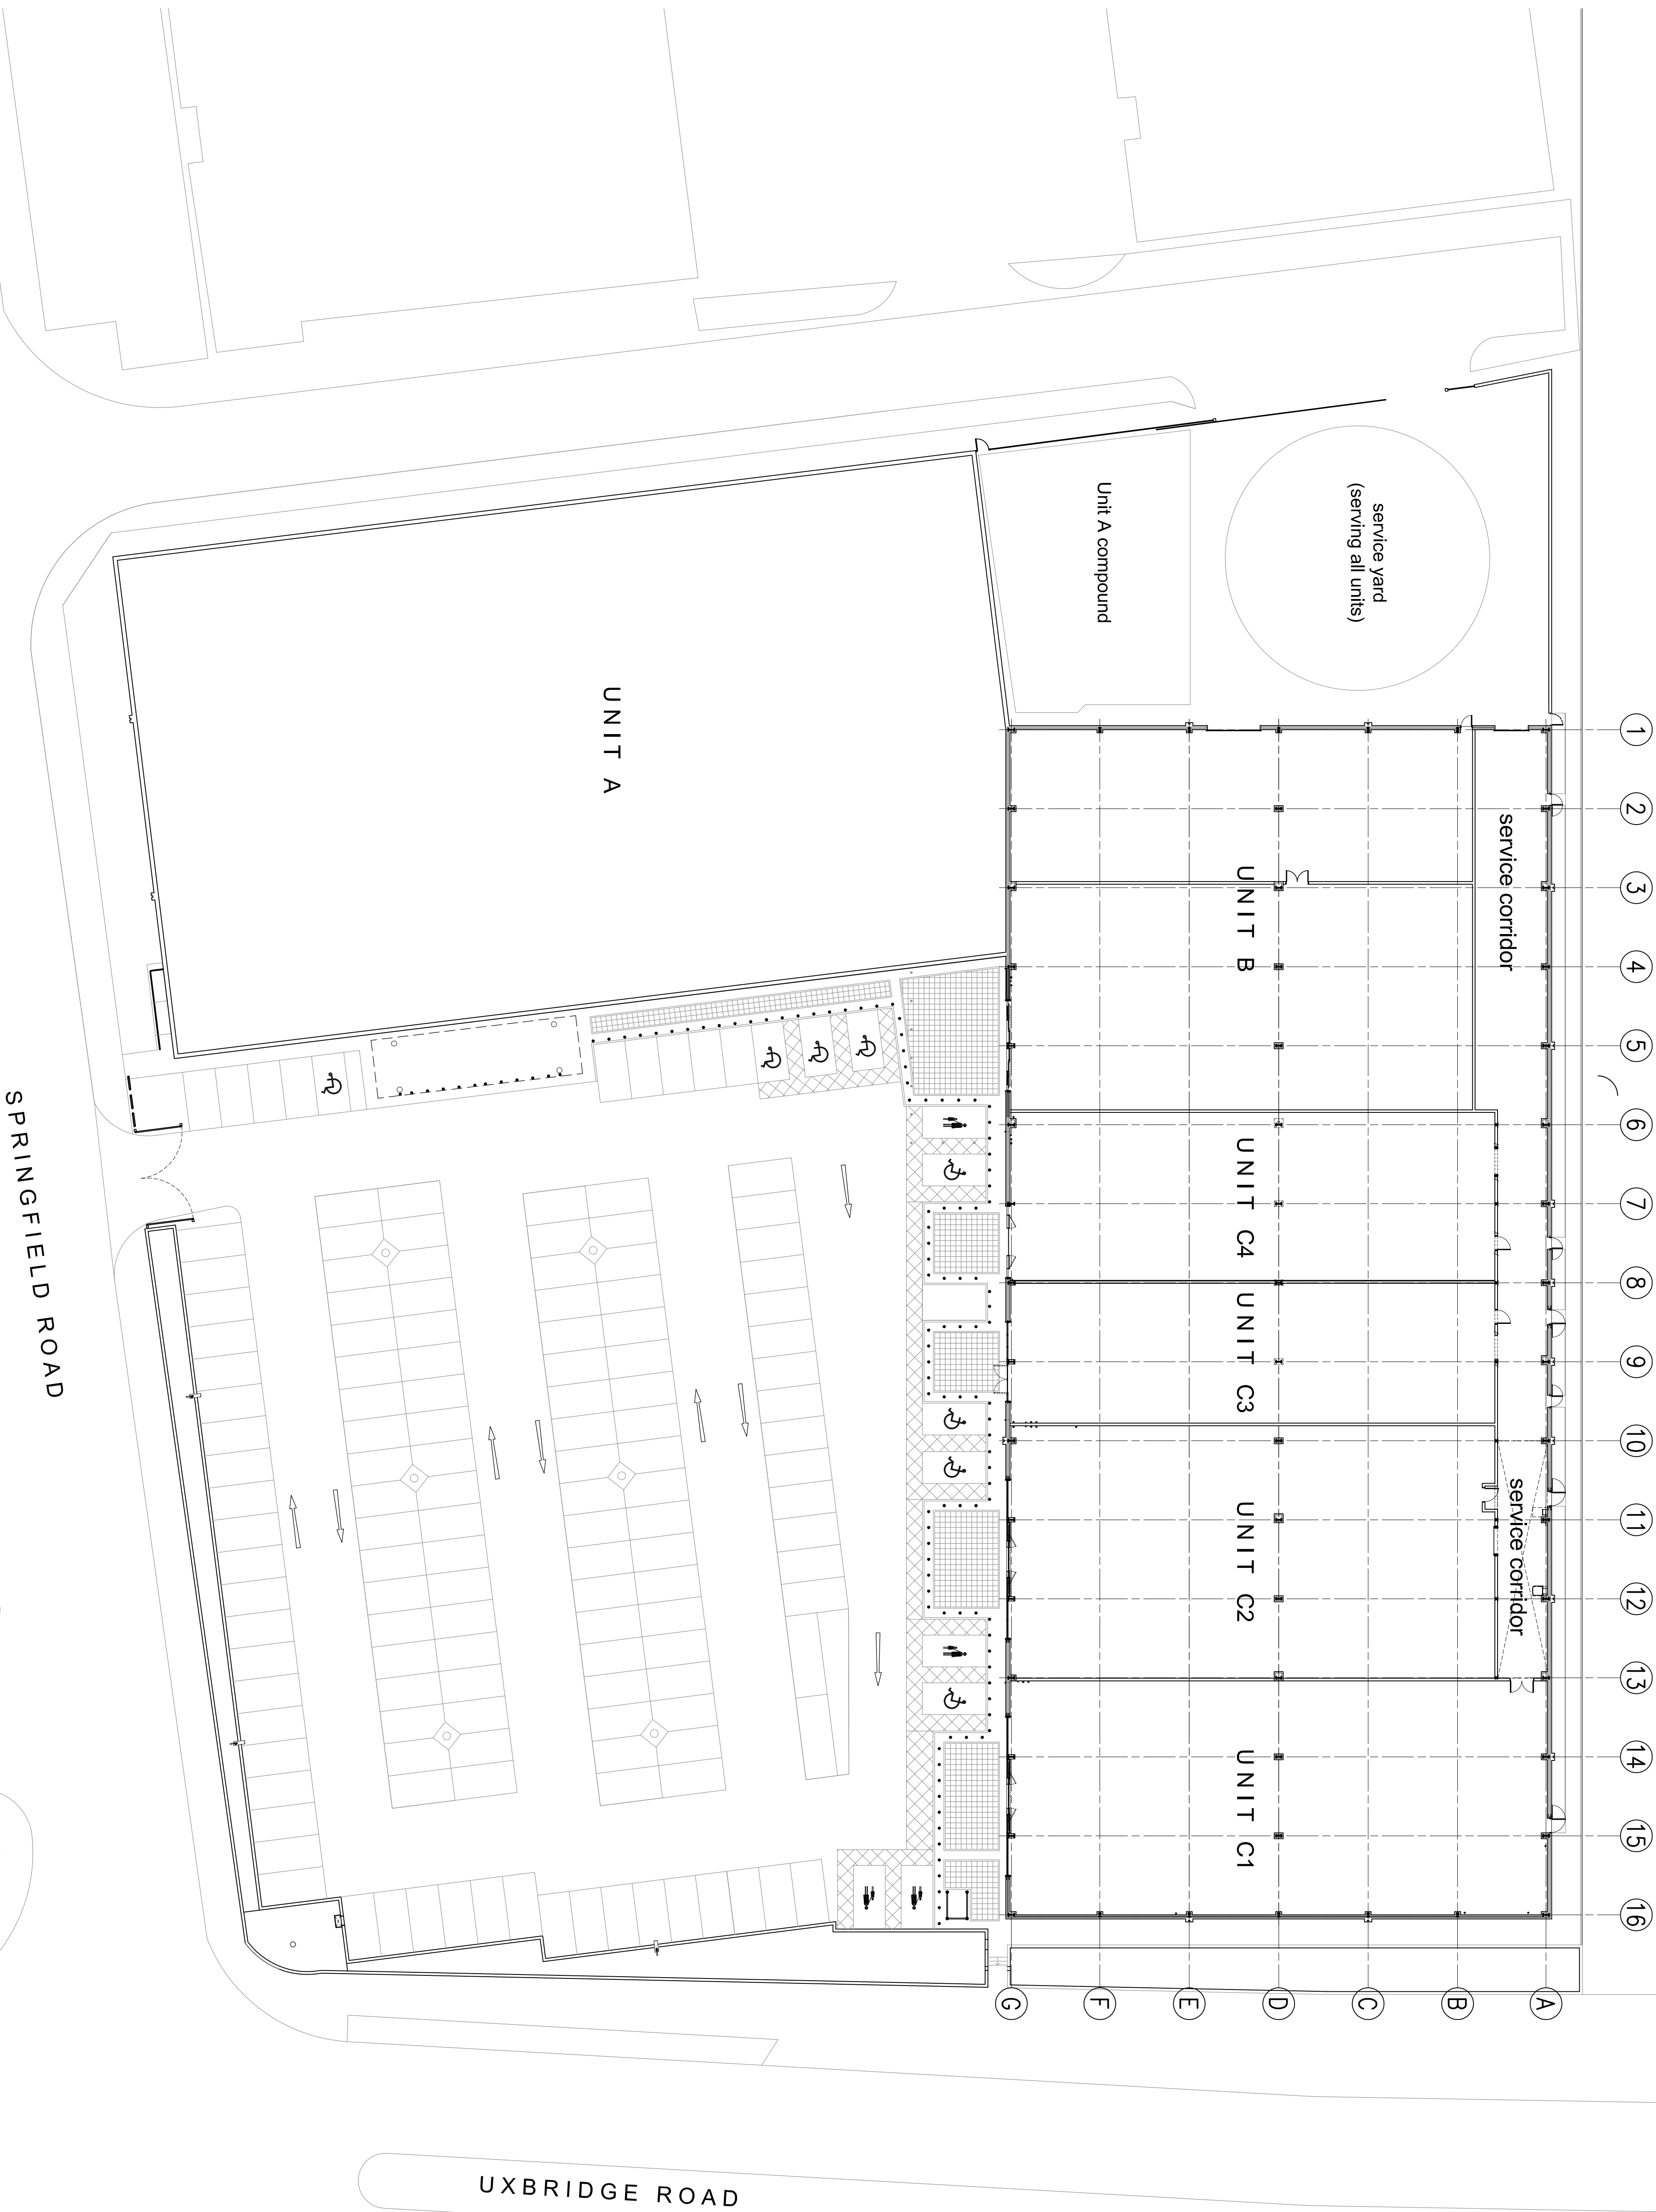 service yard
(serving all units)
Unit A compound
UNIT A
service corridor
UNIT B
UNIT C4
UNIT C3
UNIT C2
service corridor
UNIT C1
1
2
3
4
5
6
7
8
9
10
11
12
13
14
15
16
G
F
E
D
C
B
A
SPRINGFIELD ROAD
UXBRIDGE ROAD